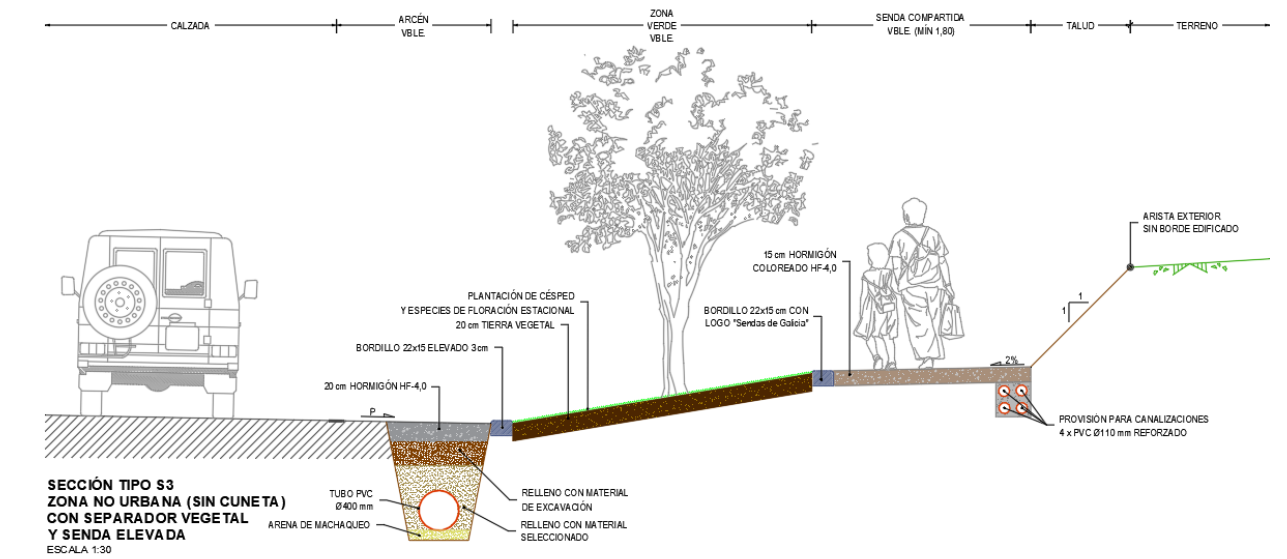 CALZADA
ARCÉN
VBLE.
ZONA
VERDE
VBLE.
SENDA COMPARTIDA
VBLE. (MÍN 1,80)
TALUD
TERRENO
ARISTA EXTERIOR
SIN BORDE EDIFICADO
15 cm HORMIGÓN
COLOREADO HF-4,0
PLANTACIÓN DE CÉSPED
Y ESPECIES DE FLORACIÓN ESTACIONAL
20 cm TIERRA VEGETAL
BORDILLO 22x15 cm CON
LOGO "Sendas de Galicia"
1
1
BORDILLO 22x15 ELEVADO 3cm
2%
20 cm HORMIGÓN HF-4,0
P
PROVISIÓN PARA CANALIZACIONES
4 x PVC Ø110 mm REFORZADO
SECCIÓN TIPO S3
ZONA NO URBANA (SIN CUNETA)
CON SEPARADOR VEGETAL
Y SENDA ELEVADA
ESCALA 1:30
TUBO PVC
Ø400 mm
ARENA DE MACHAQUEO
RELLENO CON MATERIAL
DE EXCAVACIÓN
RELLENO CON MATERIAL
SELECCIONADO